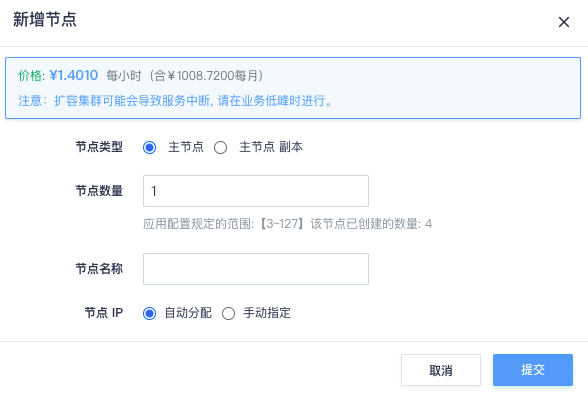 新增节点
价格: ¥1.4010 每小时（合￥1008.7200每月）
注意：扩容集群可能会导致服务中断, 请在业务低峰时进行。
节点类型 主节点 主节点 副本
节点数量 1
应用配置规定的范围:【3~127】该节点已创建的数量: 4
节点名称
节点 IP 自动分配 手动指定
取消 提交